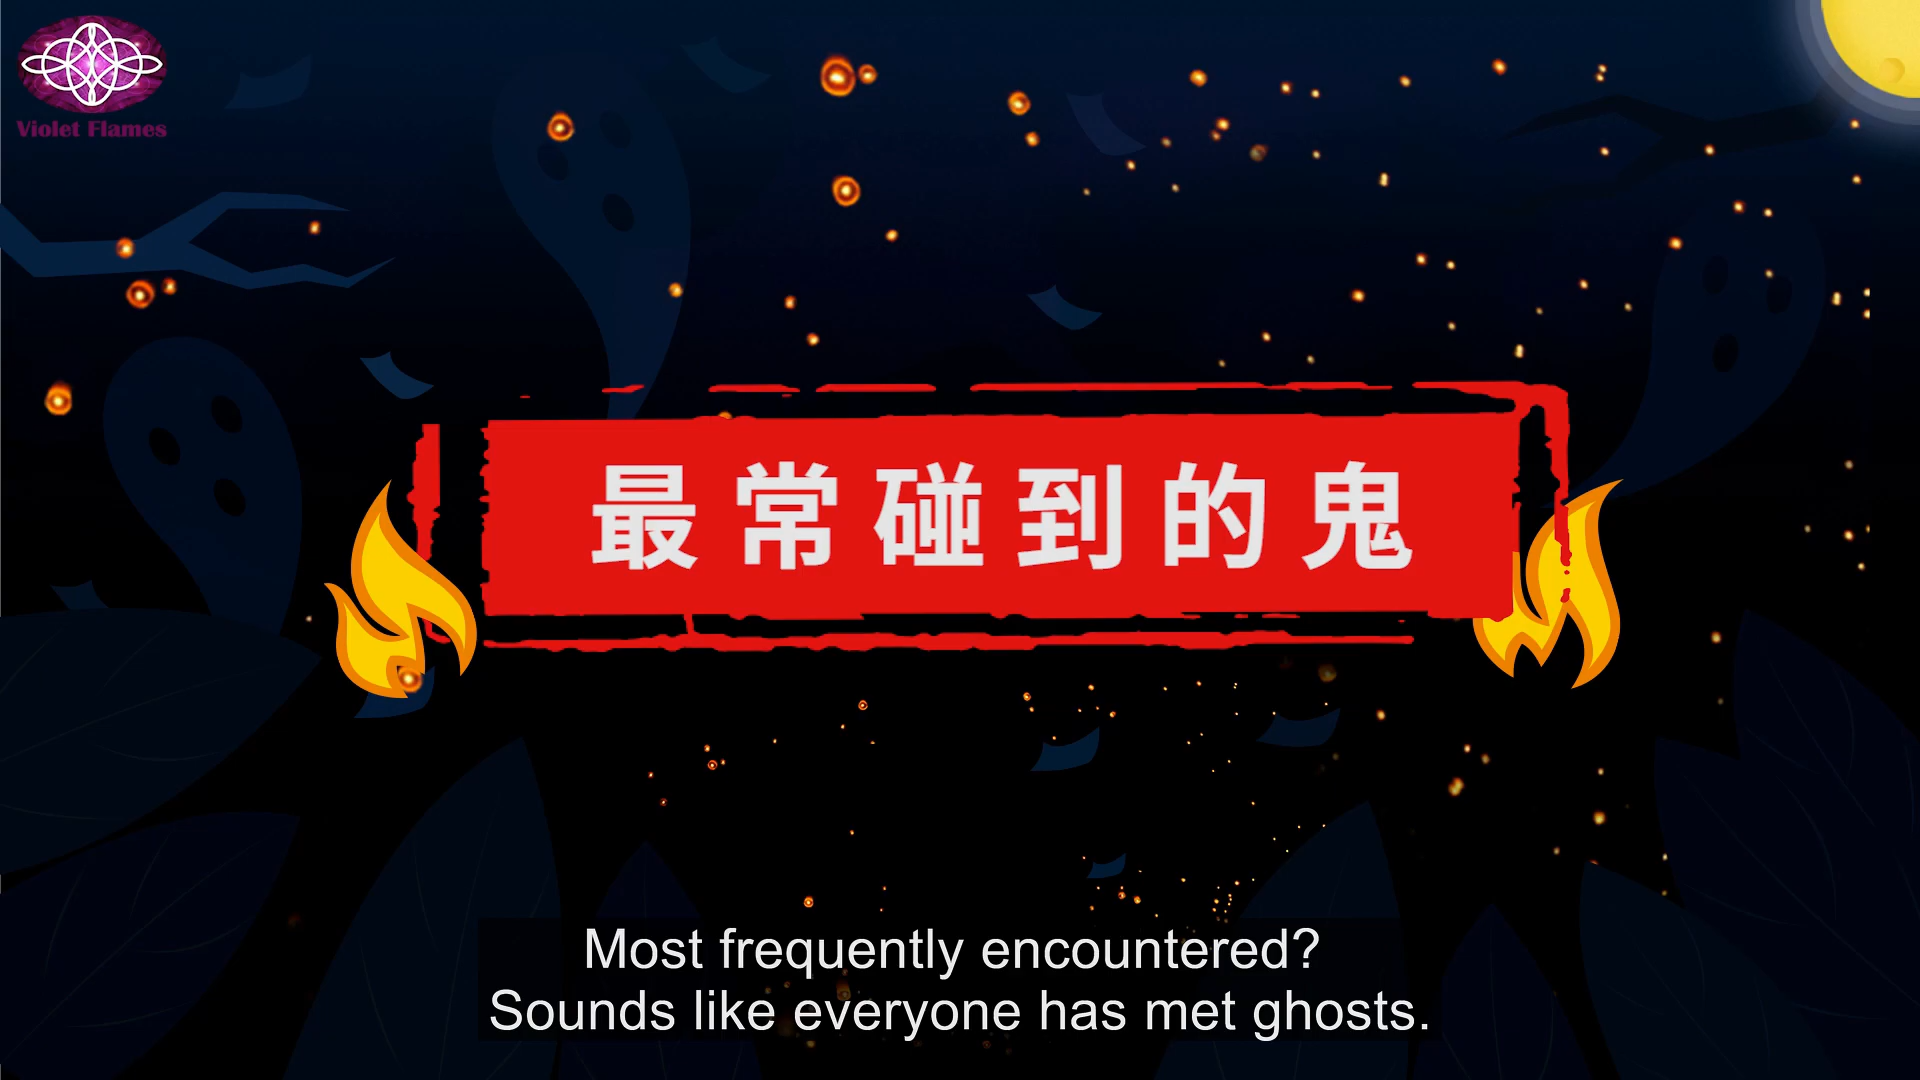 Violet Flames
最常碰到的鬼
Most frequently encountered?
Sounds like everyone has met ghosts.